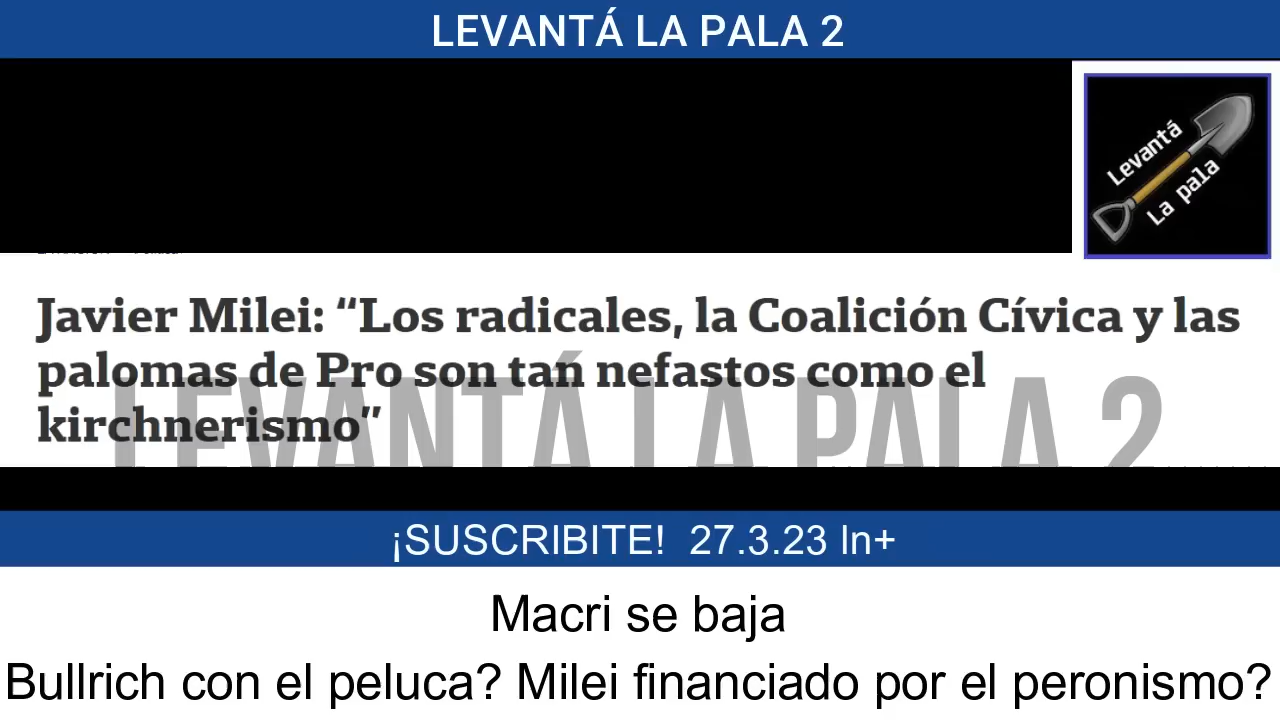 LEVANTÁ LA PALA 2
Levantá
La pala
Javier Milei: “Los radicales, la Coalición Cívica y las
palomas de Pro son tan nefastos como el
kirchnerismo”
LEVANTÁ LA PALA 2
¡SUSCRIBITE! 27.3.23 ln+
Macri se baja
Bullrich con el peluca? Milei financiado por el peronismo?